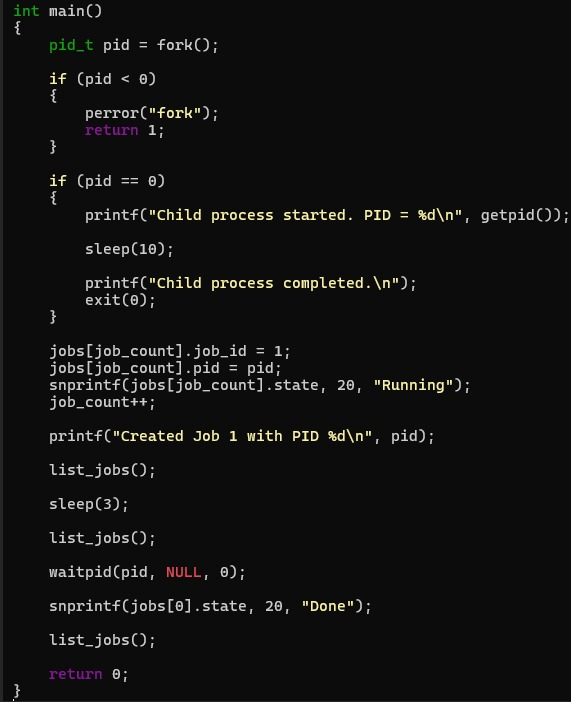 int main()
{
    pid_t pid = fork();

    if (pid < 0)
    {
        perror("fork");
        return 1;
    }

    if (pid == 0)
    {
        printf("Child process started. PID = %d\n", getpid());

        sleep(10);

        printf("Child process completed.\n");
        exit(0);
    }

    jobs[job_count].job_id = 1;
    jobs[job_count].pid = pid;
    snprintf(jobs[job_count].state, 20, "Running");
    job_count++;

    printf("Created Job 1 with PID %d\n", pid);

    list_jobs();

    sleep(3);

    list_jobs();

    waitpid(pid, NULL, 0);

    snprintf(jobs[0].state, 20, "Done");

    list_jobs();

    return 0;
}